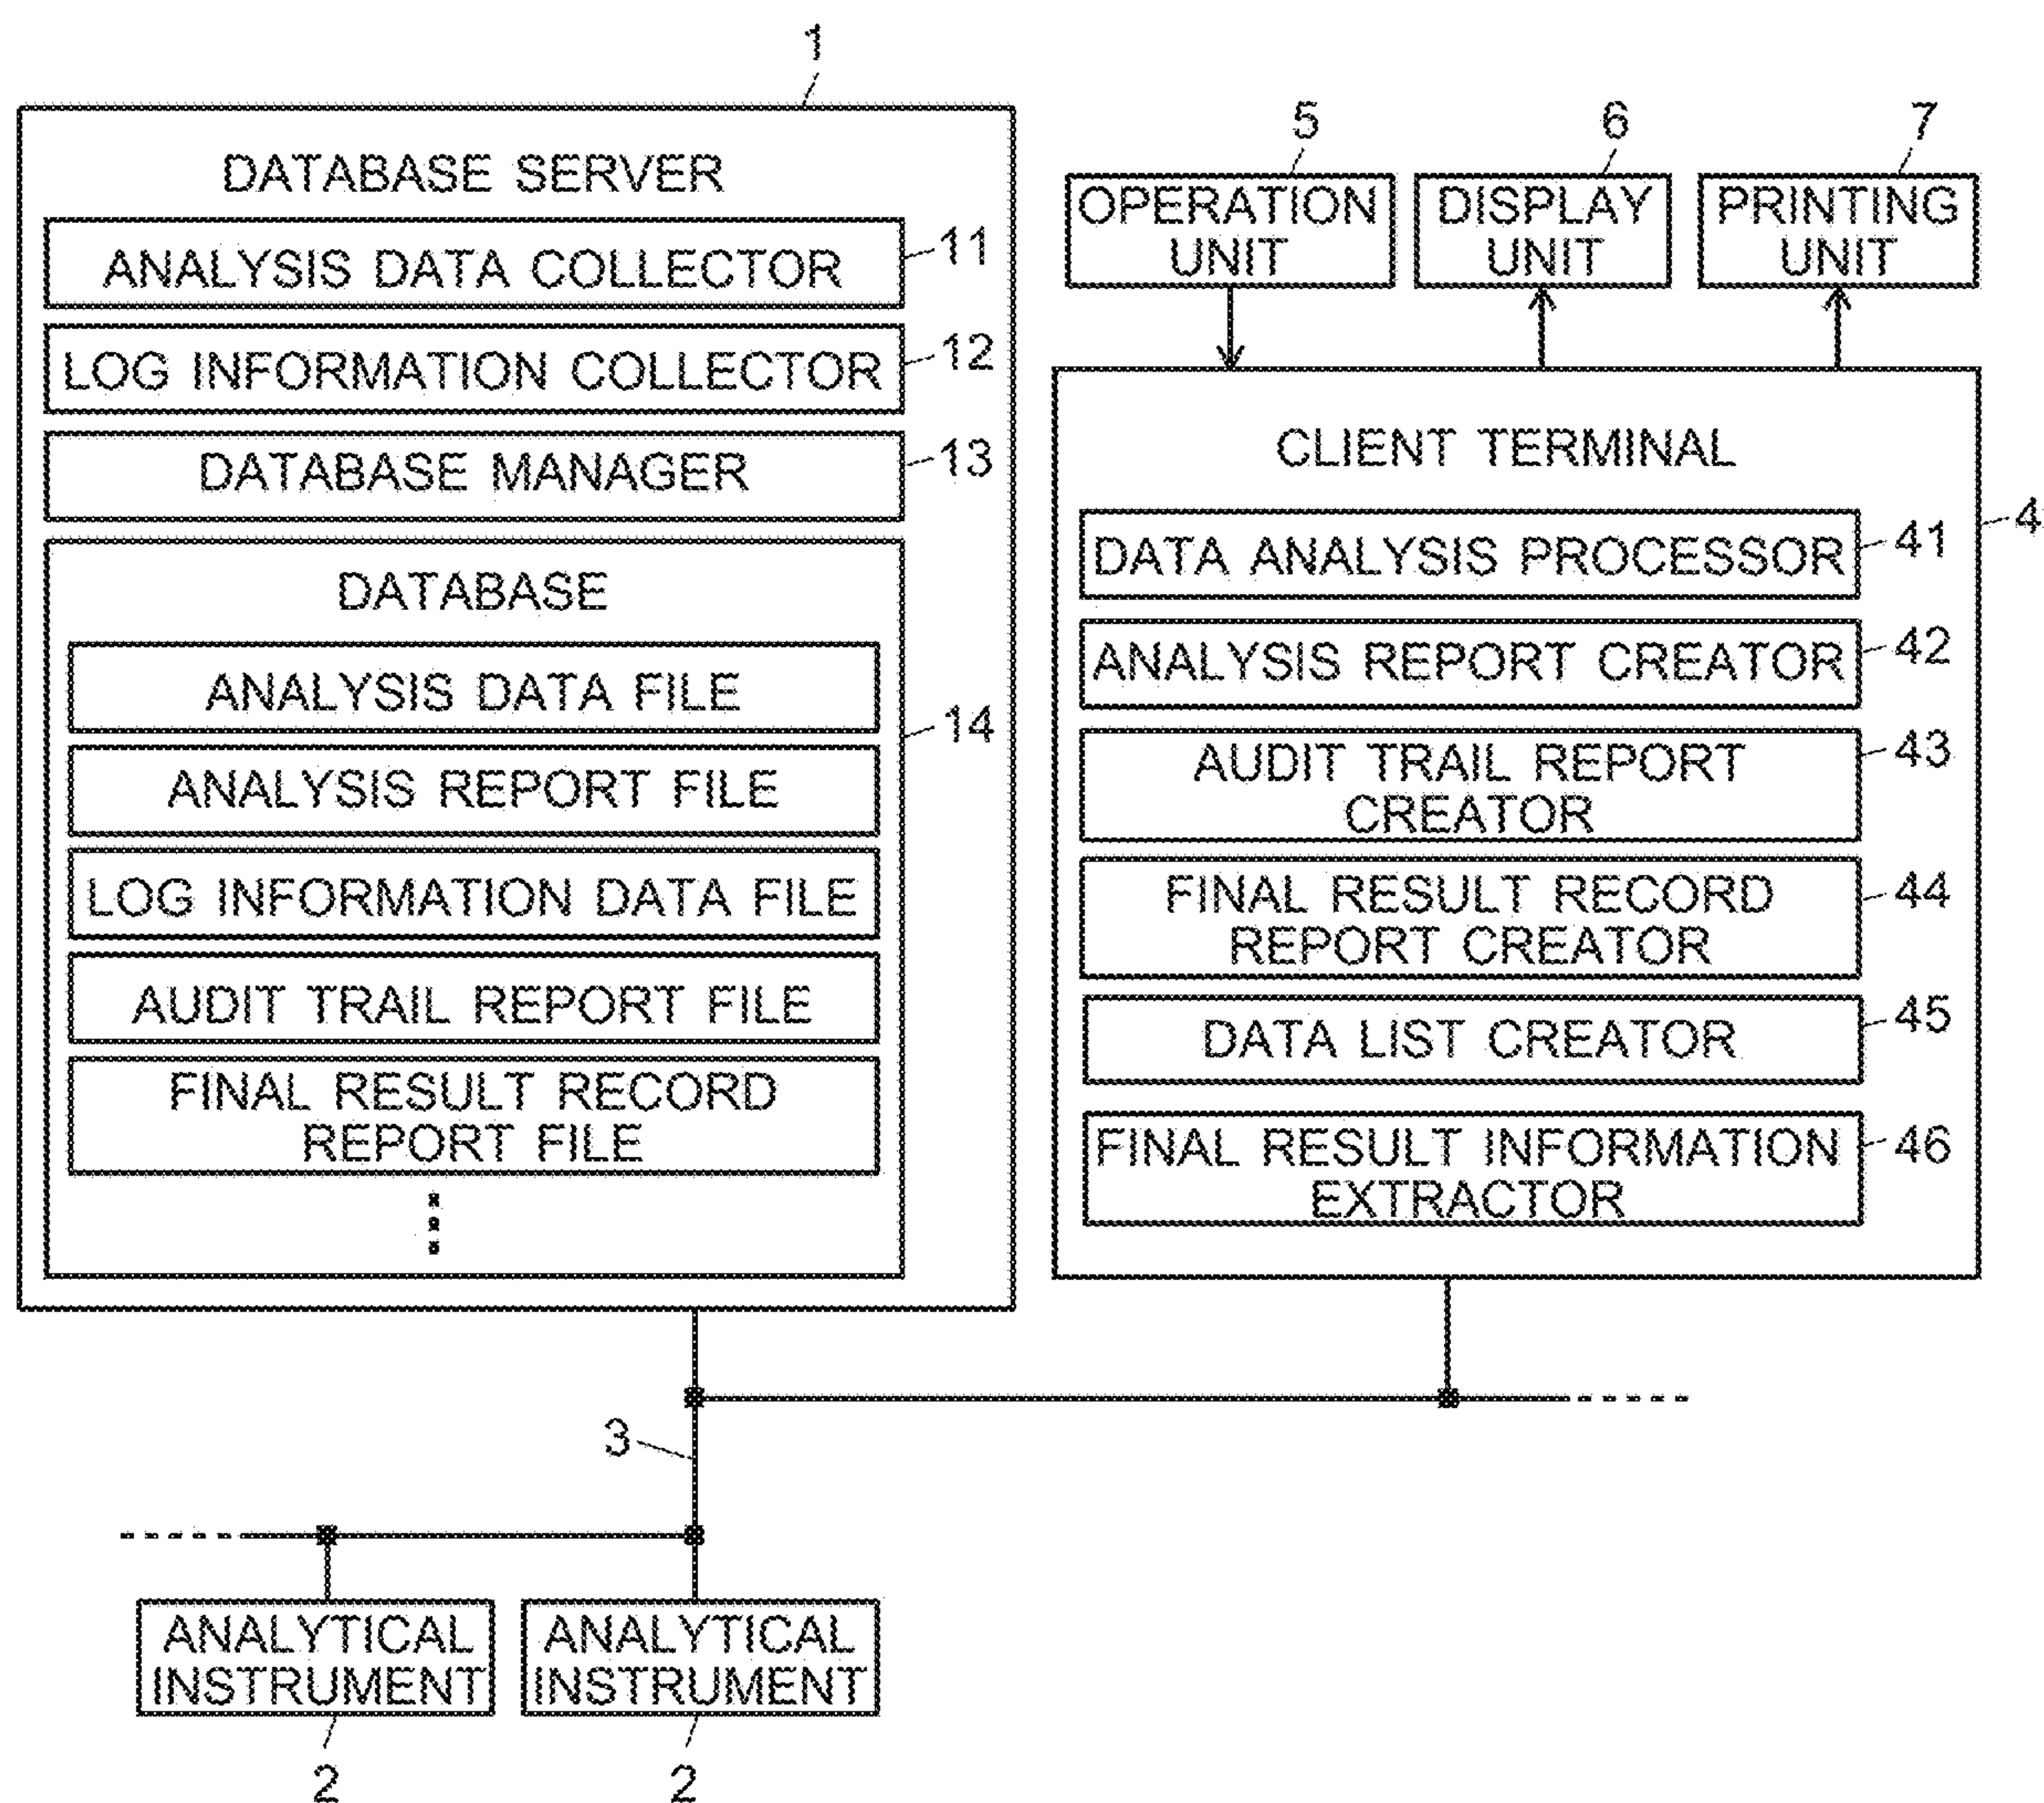 1
DATABASE SERVER
ANALYSIS DATA COLLECTOR
11
LOG INFORMATION COLLECTOR
12
DATABASE MANAGER
13
DATABASE
ANALYSIS DATA FILE
14
ANALYSIS REPORT FILE
LOG INFORMATION DATA FILE
AUDIT TRAIL REPORT FILE
FINAL RESULT RECORD
REPORT FILE
5
OPERATION
UNIT
6
DISPLAY
UNIT
7
PRINTING
UNIT
CLIENT TERMINAL
4
DATA ANALYSIS PROCESSOR
41
ANALYSIS REPORT CREATOR
42
AUDIT TRAIL REPORT
CREATOR
43
FINAL RESULT RECORD
REPORT CREATOR
44
DATA LIST CREATOR
45
FINAL RESULT INFORMATION
EXTRACTOR
46
3
ANALYTICAL
INSTRUMENT
2
ANALYTICAL
INSTRUMENT
2